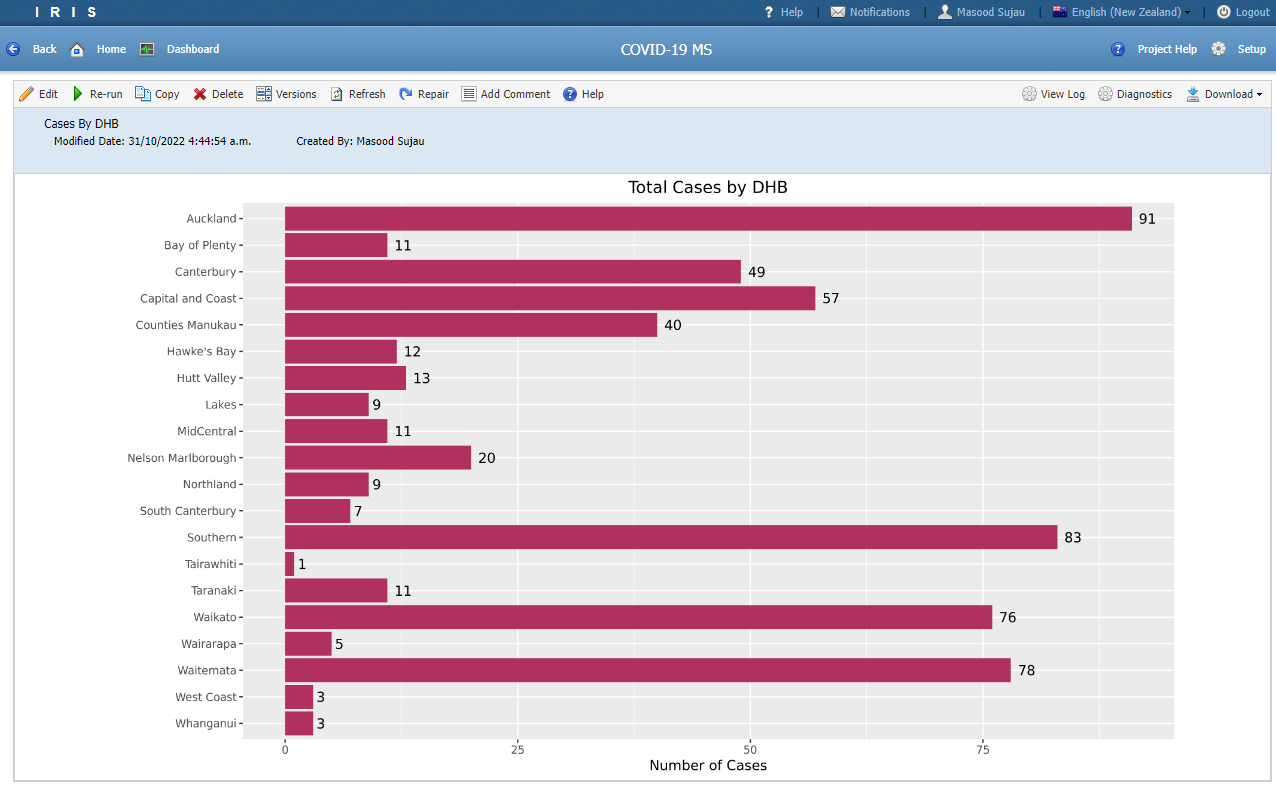 I R I S
? Help | Notifications | Masood Sujau | English (New Zealand) | Logout
Back Home Dashboard COVID-19 MS ? Project Help Setup
Edit Re-run Copy Delete Versions Refresh Repair Add Comment ? Help View Log Diagnostics Download
Cases By DHB
Modified Date: 31/10/2022 4:44:54 a.m. Created By: Masood Sujau
Total Cases by DHB
Auckland 91
Bay of Plenty 11
Canterbury 49
Capital and Coast 57
Counties Manukau 40
Hawke's Bay 12
Hutt Valley 13
Lakes 9
MidCentral 11
Nelson Marlborough 20
Northland 9
South Canterbury 7
Southern 83
Tairawhiti 1
Taranaki 11
Waikato 76
Wairarapa 5
Waitemata 78
West Coast 3
Whanganui 3
0 25 50 75
Number of Cases